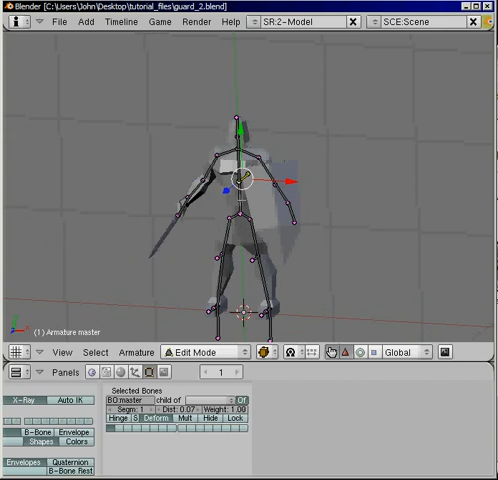 Blender [C:\Users\John\Desktop\tutorial_files\guard_2.blend]
File Add Timeline Game Render Help SR:2-Model SCE:Scene
(1) Armature master
View Select Armature Edit Mode Global
Panels 1
Selected Bones
X-Ray Auto IK BO:master child of Of
Segm: 1 Dist: 0.07 Weight: 1.00
Hinge S Deform Mult Hide Lock
B-Bone Envelope
Shapes Colors
Envelopes Quaternion
B-Bone Rest